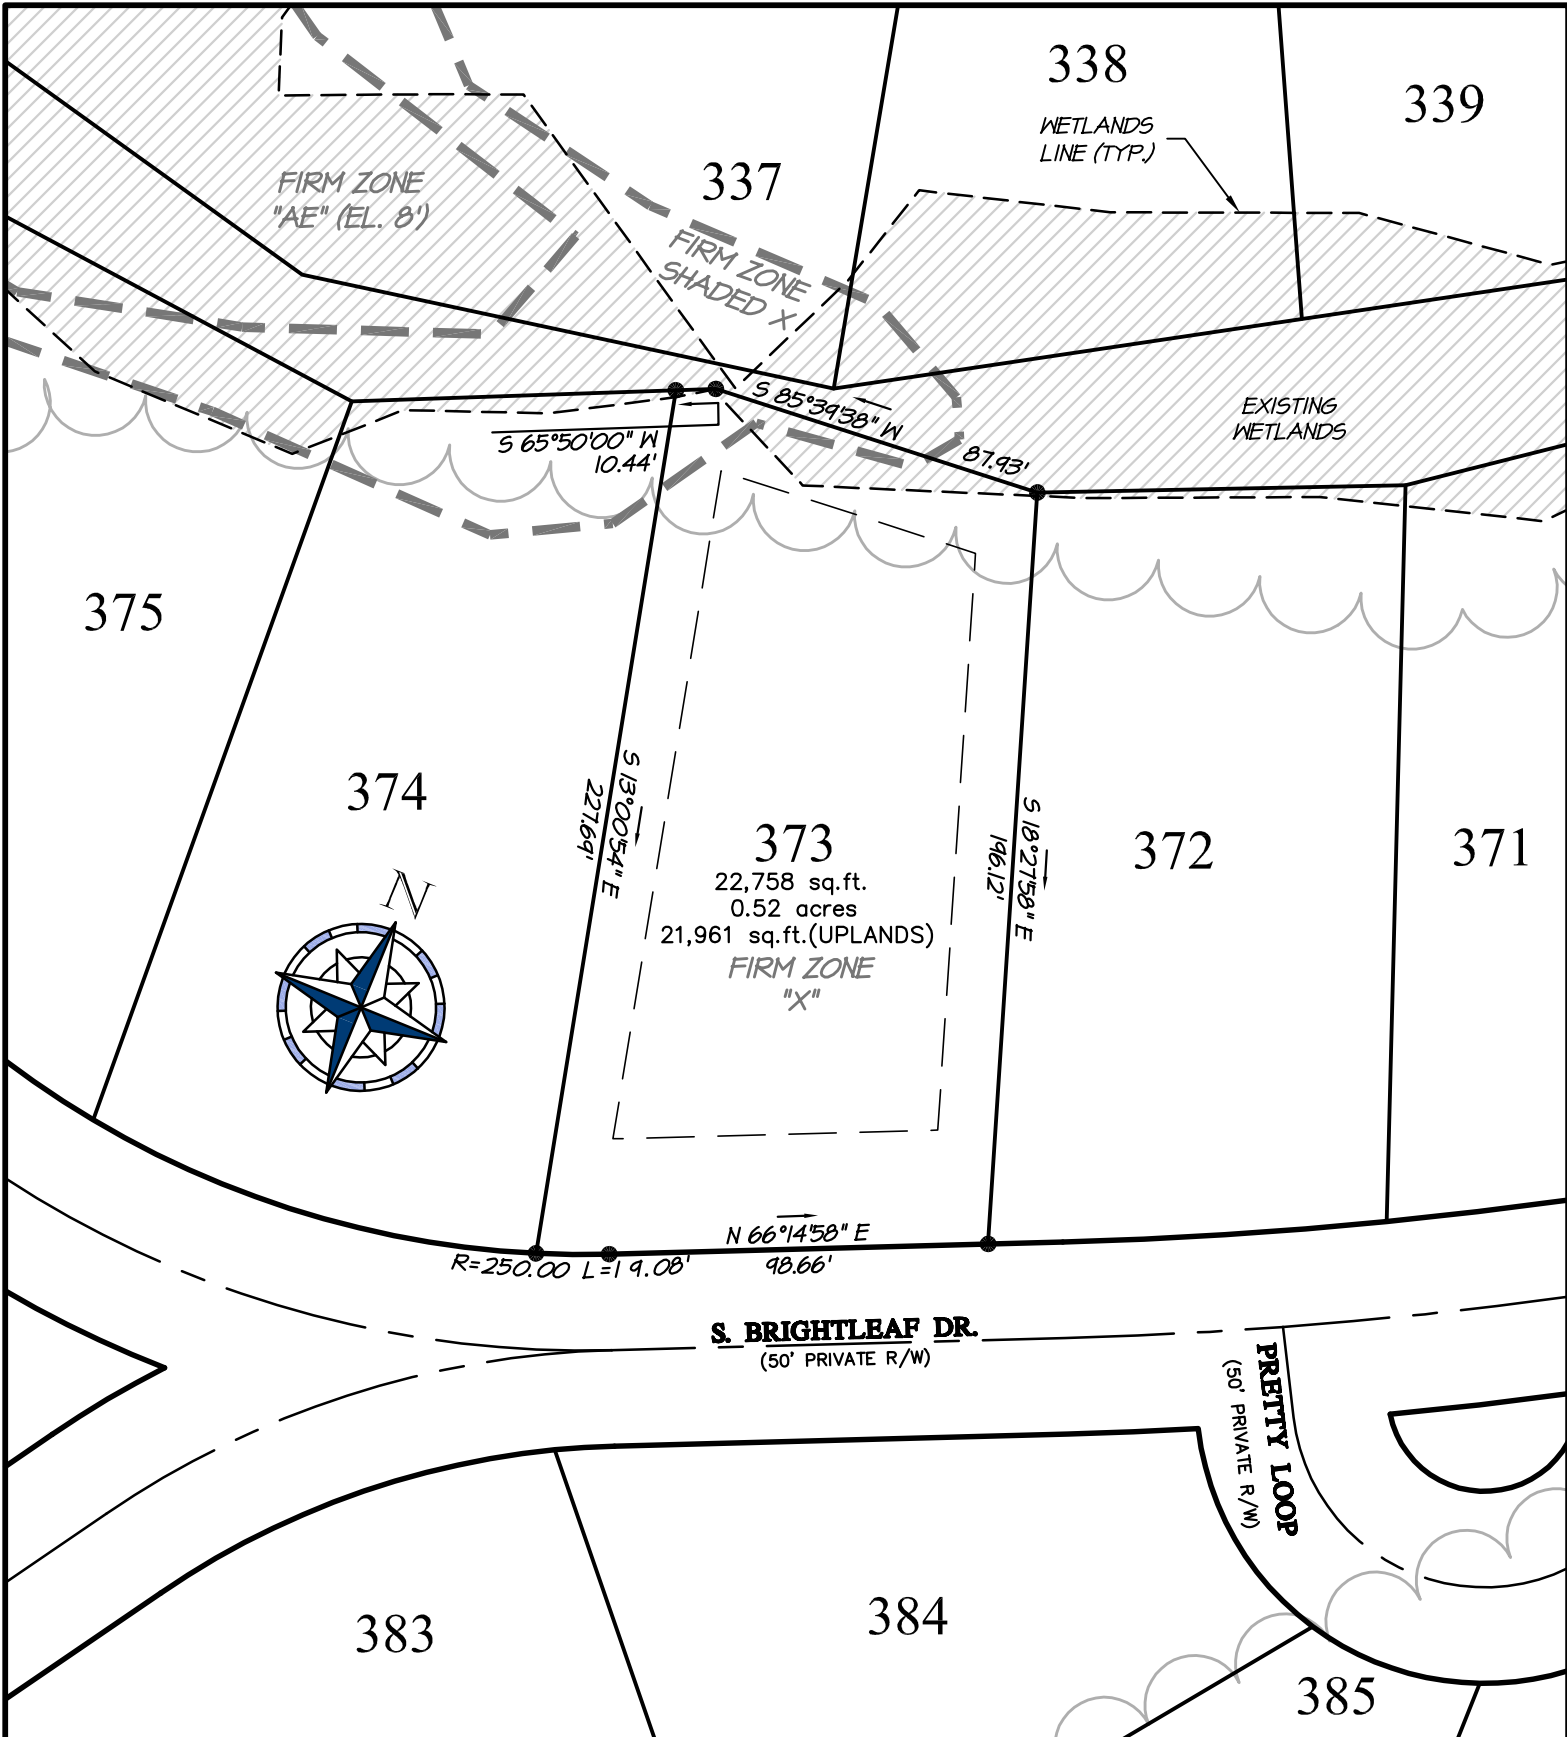 338
339
WETLANDS
LINE (TYP.)
337
FIRM ZONE
"AE" (EL. 8')
FIRM ZONE
SHADED X
S 85°39'38" W
87.93'
EXISTING
WETLANDS
S 65°50'00" W
10.44'
375
374
S 13°00'54" E
227.69'
373
22,758 sq.ft.
0.52 acres
21,961 sq.ft.(UPLANDS)
FIRM ZONE
"X"
S 18°27'58" E
196.12'
372
371
N
N 66°14'58" E
98.66'
R=250.00 L=19.08'
S. BRIGHTLEAF DR.
(50' PRIVATE R/W)
PRETTY LOOP
(50' PRIVATE R/W)
383
384
385